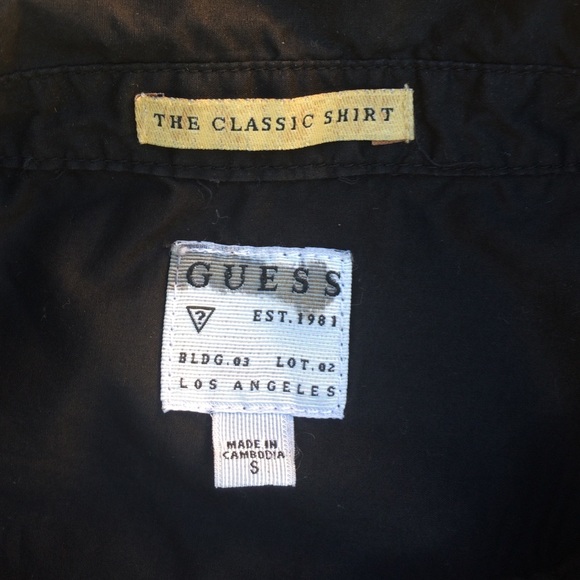 THE CLASSIC SHIRT
GUESS
? EST. 1981
BLDG.03 LOT.02
LOS ANGELES
MADE IN
CAMBODIA
S